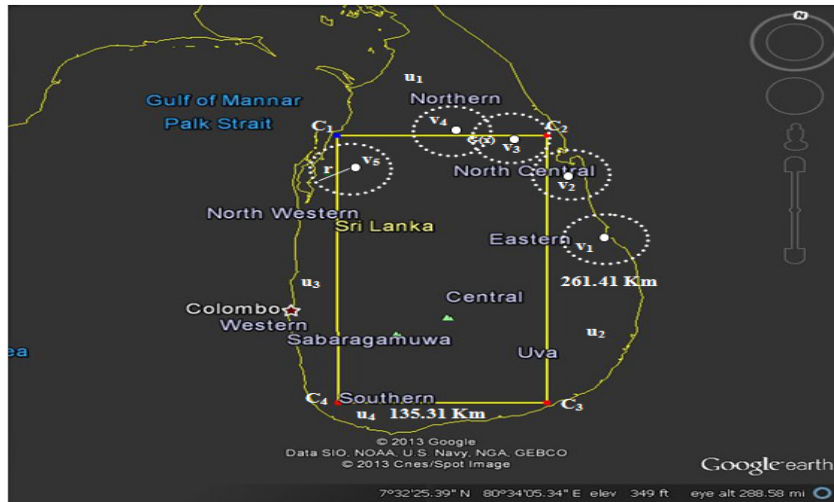 N
u₁
Northern
Gulf of Mannar
Palk Strait
C₁
v₄
C₂
v₃
v₅
North Central
r
v₂
North Western
Sri Lanka
Eastern
v₁
261.41 Km
u₃
Central
Colombo
Western
u₂
Sabaragamuwa
ea
Uva
C₄
Southern
C₃
u₄ 135.31 Km
© 2013 Google
Data SIO, NOAA, U.S. Navy, NGA, GEBCO
© 2013 Cnes/Spot Image
Google earth
7°32'25.39" N 80°34'05.34" E elev 349 ft eye alt 288.58 mi